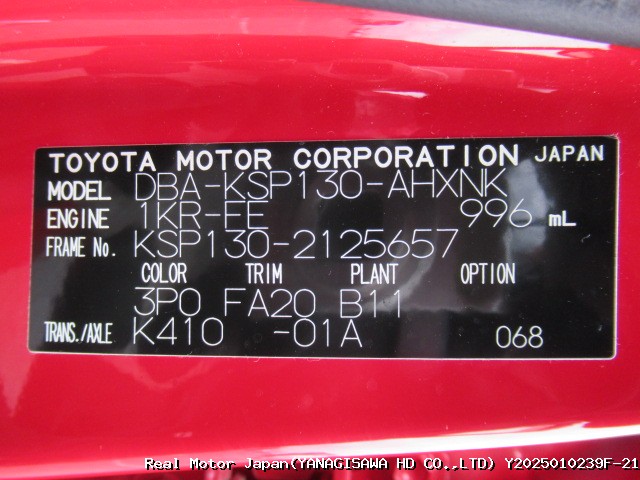 TOYOTA MOTOR CORPORATION JAPAN
MODEL DBA-KSP130-AHXNK
ENGINE 1KR-FE 996 mL
FRAME No. KSP130-2125657
COLOR TRIM PLANT OPTION
3P0 FA20 B11
TRANS./AXLE K410 -01A 068
Real Motor Japan(YANAGISAWA HD CO.,LTD) Y2025010239F-21